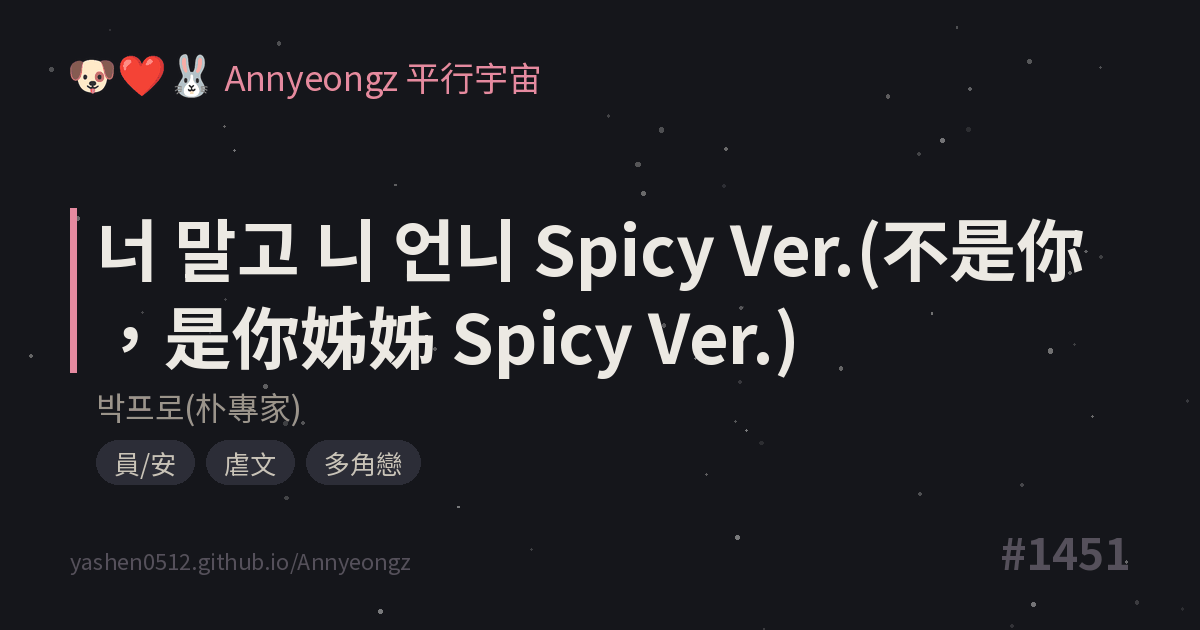 🐶❤️🐰 Annyeongz 平行宇宙
너 말고 니 언니 Spicy Ver.(不是你
，是你姊姊 Spicy Ver.)
박프로(朴專家)
員/安 虐文 多角戀
yashen0512.github.io/Annyeongz #1451